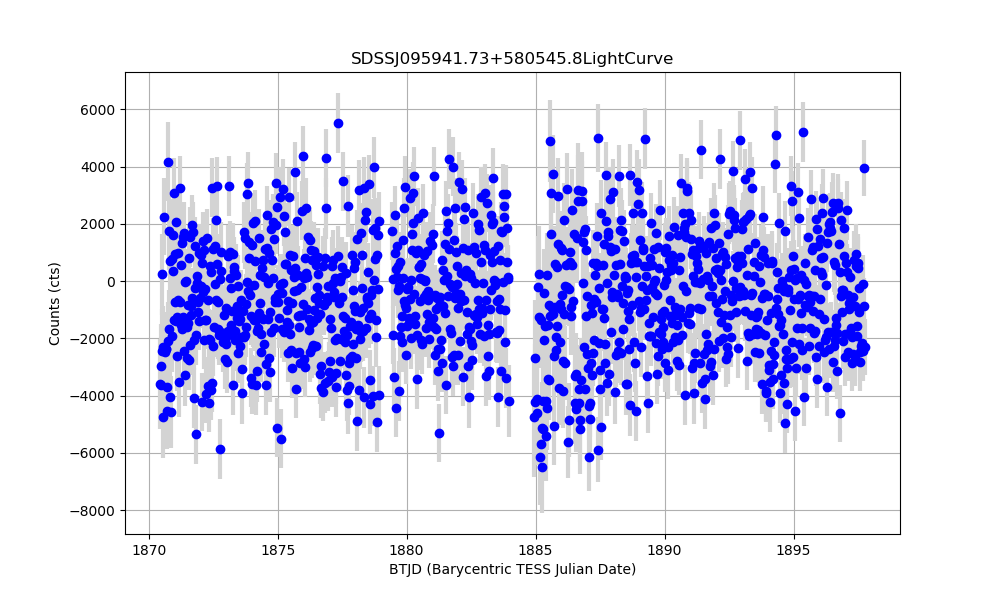 SDSSJ095941.73+580545.8LightCurve
6000
4000
2000
0
−2000
−4000
−6000
−8000
Counts (cts)
1870 1875 1880 1885 1890 1895
BTJD (Barycentric TESS Julian Date)